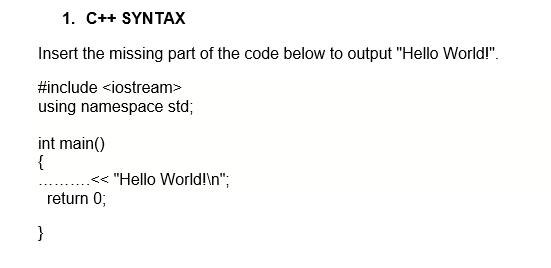 1. C++ SYNTAX
Insert the missing part of the code below to output "Hello World!".
#include <iostream>
using namespace std;
int main()
{
..........<< "Hello World!\n";
return 0;
}